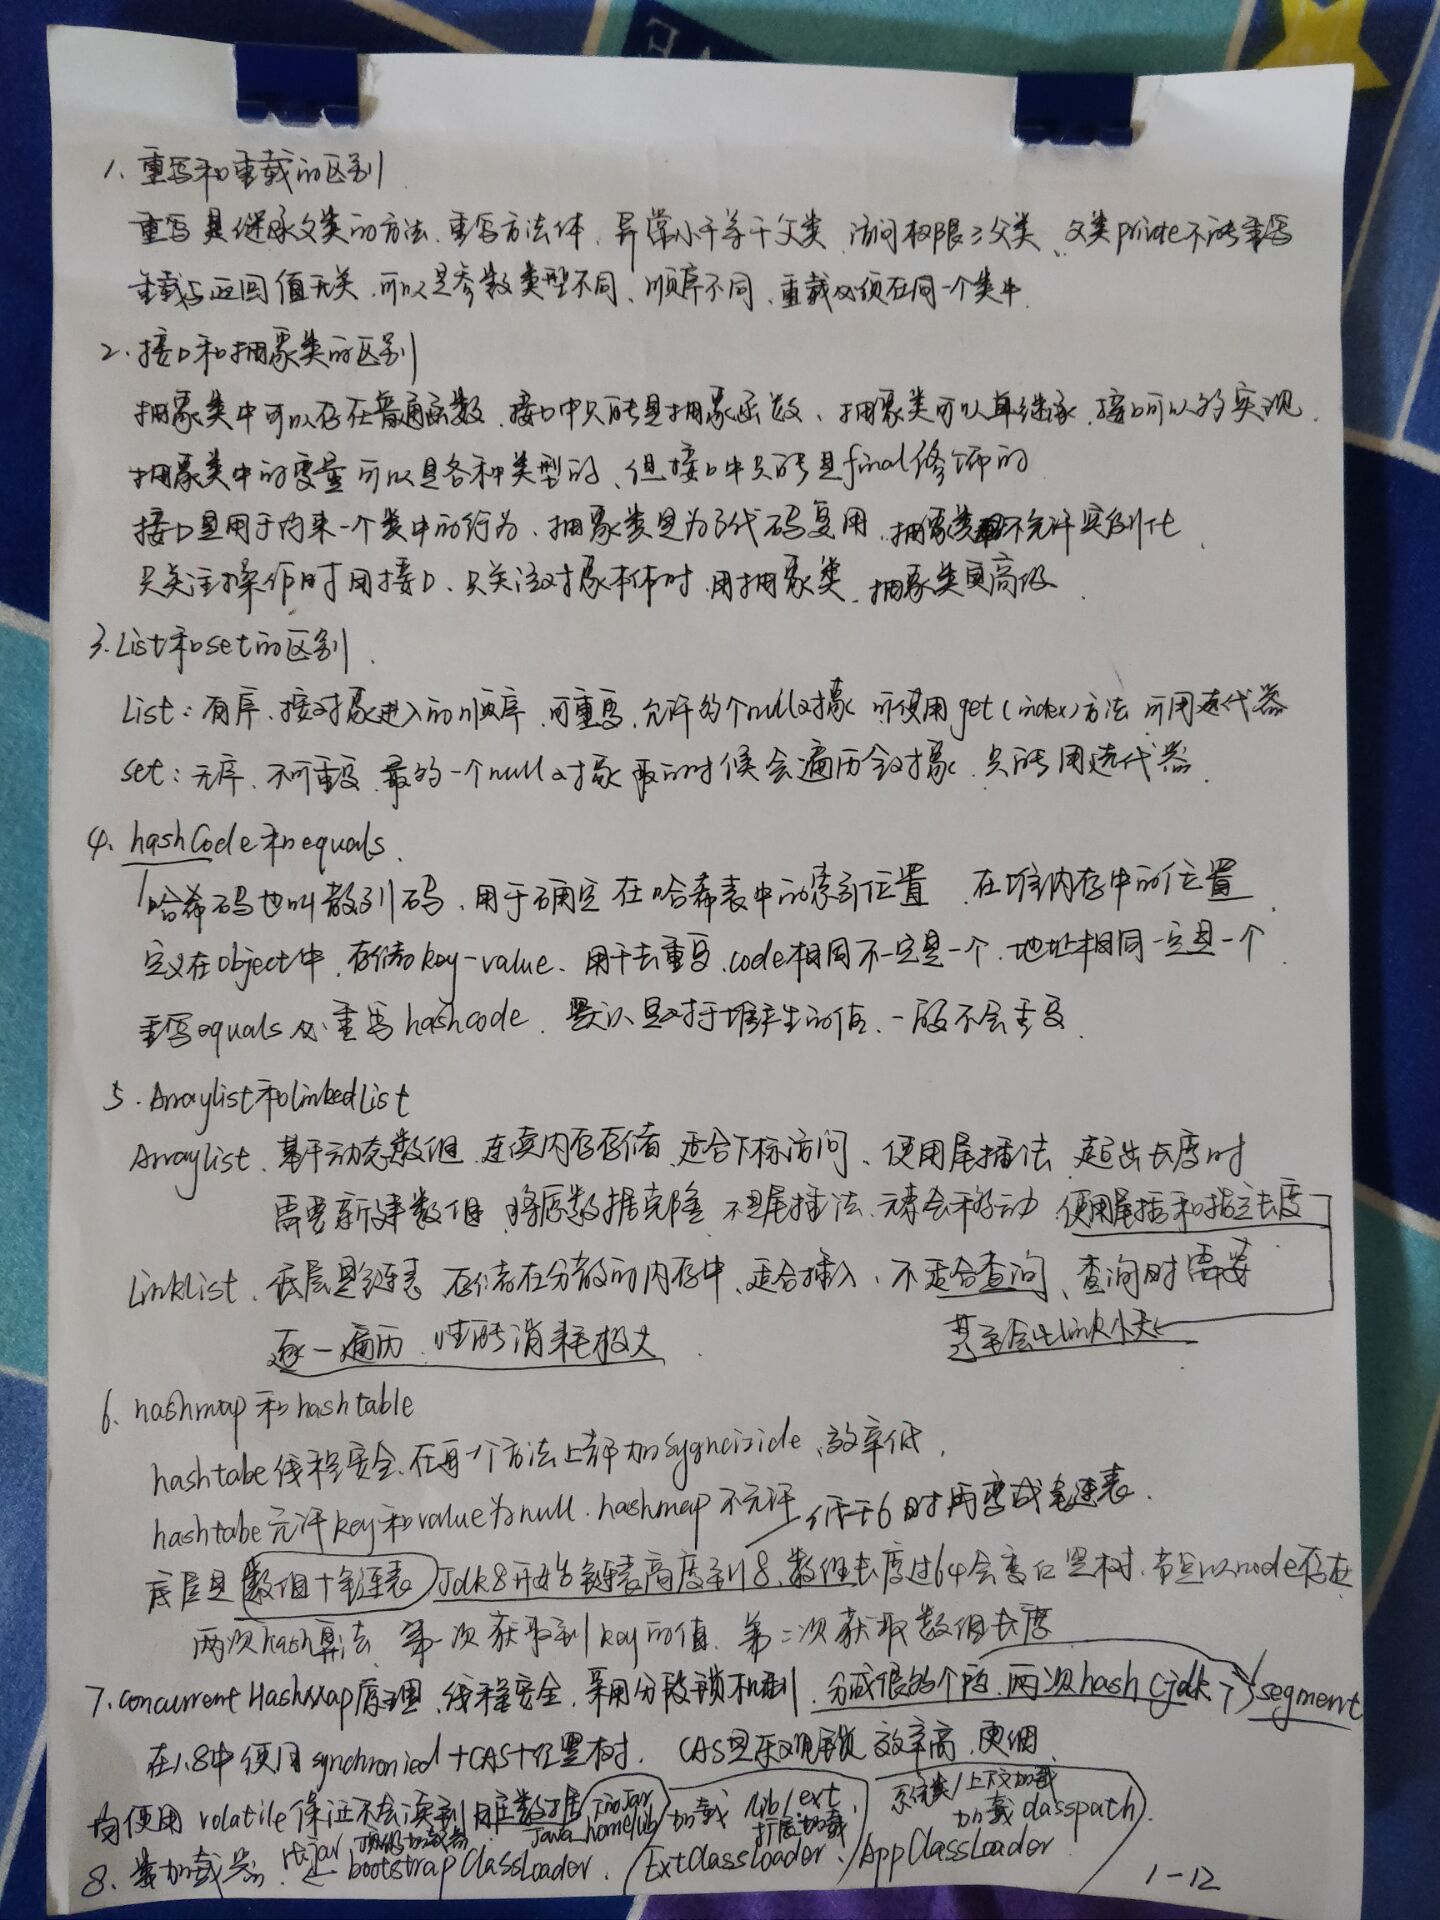 1、重写和重载的区别
重写是继承父类的方法、重写方法体、异常小于等于父类、访问权限≥父类、父类private不能重写
重载与返回值无关、可以是参数类型不同、顺序不同、重载必须在同一个类中
2、接口和抽象类的区别
抽象类中可以存在普通函数、接口中只能是抽象函数、抽象类可以单继承、接口可以多实现、
抽象类中的变量可以是各种类型的、但接口中只能是final修饰的
接口是用于约束一个类中的行为、抽象类是为了代码复用、抽象类不允许实例化、
只关注操作时用接口、只关注对象本体时、用抽象类、抽象类更高级、
3、List和set的区别、
List：有序、按对象进入的顺序、可重复、允许多个null对象 可使用get(index)方法 可用迭代器
set：无序、不可重复、最多一个null对象 取的时候会遍历全对象、只能用迭代器、
4、hashCode和equals、
哈希码也叫散列码、用于确定在哈希表中的索引位置、在堆内存中的位置、
定义在object中、存储key-value、用于去重复、code相同不一定是一个、地址相同一定是一个、
重写equals必重写hashcode、默认是对于堆产生的值、一般不会重复、
5、Arraylist和linkedList
Arraylist、基于动态数组、连续内存存储、适合下标访问、使用尾插法 超出长度时
需要新建数组、将原数据克隆、不是尾插法、元素会移动、使用尾插和指定长度
Linklist、底层是链表 存储在分散的内存中、适合插入、不适合查询、查询时需要
逐一遍历、性能消耗极大
甚至会比link小
6、hashmap和hashtable
hashtabe线程安全、在每个方法上都加sygncizicle、效率低、
hashtabe允许key和value为null、hashmap不允许 低于6时再变成链表、
底层是数组+链表 Jdk8开始链表高度到8、数组长度过64会变红黑树、节点以node存在
两次hash算法、第一次获取到key的值、第二次获取数组长度
7、concurrentHashMap原理、线程安全、采用分段锁机制、分成很多个段、两次hash(jdk7)segment
在1.8中使用synchronied+CAS+红黑树、CAS是乐观锁 效率高、更细、
均使用volatile保证不会读到脏数据 下的jar 加载/lib/ext 系统类/上下文加载
rt.jar java_home/lib 扩展加载 加载classpath
8、类加载器、bootstrapClassLoader、ExtClassLoader、AppClassLoader
1-12